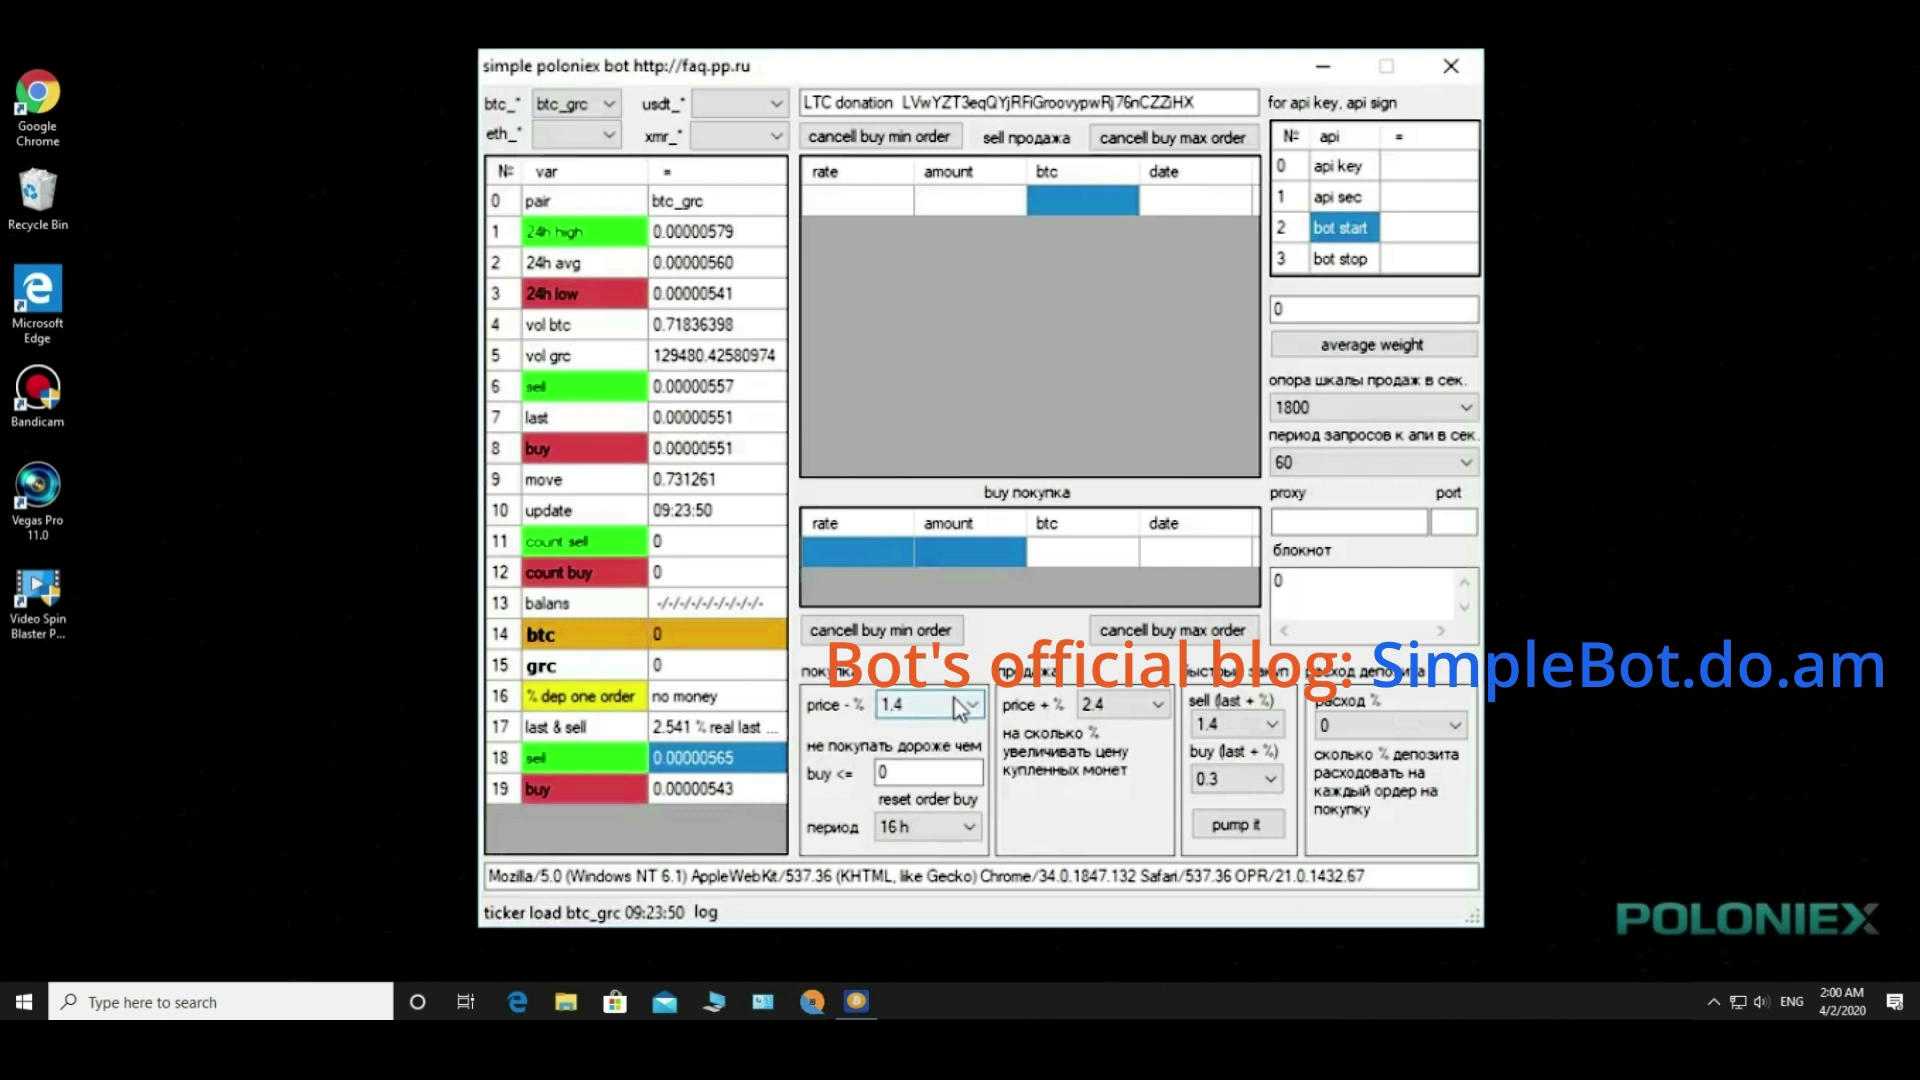 simple poloniex bot http://faq.pp.ru
btc_* btc_grc usdt_*
eth_* xmr_*
LTC donation LVwYZT3eqQYjRFiGroovypwRj76nCZZiHX
cancell buy min order sell продажа cancell buy max order
for api key, api sign
№ api =
0 api key
1 api sec
2 bot start
3 bot stop
№ var =
0 pair btc_grc
1 24h high 0.00000579
2 24h avg 0.00000560
3 24h low 0.00000541
4 vol btc 0.71836398
5 vol grc 129480.42580974
6 sell 0.00000557
7 last 0.00000551
8 buy 0.00000551
9 move 0.731261
10 update 09:23:50
11 count sell 0
12 count buy 0
13 balans -/-/-/-/-/-/-/-/-/-
14 btc 0
15 grc 0
16 % dep one order no money
17 last & sell 2.541 % real last ...
18 sell 0.00000565
19 buy 0.00000543
rate amount btc date
buy покупка
rate amount btc date
cancell buy min order cancell buy max order
0
average weight
опора шкалы продаж в сек.
1800
период запросов к апи в сек.
60
proxy port
блокнот
0
Bot's official blog: SimpleBot.do.am
покупка
price - % 1.4
не покупать дороже чем
buy <= 0
reset order buy
период 16 h
продажа
price + % 2.4
на сколько %
увеличивать цену
купленных монет
быстрый закуп
sell (last + %)
1.4
buy (last + %)
0.3
pump it
расход депозита
расход %
0
сколько % депозита
расходовать на
каждый ордер на
покупку
Mozilla/5.0 (Windows NT 6.1) AppleWebKit/537.36 (KHTML, like Gecko) Chrome/34.0.1847.132 Safari/537.36 OPR/21.0.1432.67
ticker load btc_grc 09:23:50 log
Google
Chrome
Recycle Bin
Microsoft
Edge
Bandicam
Vegas Pro
11.0
Video Spin
Blaster P...
POLONIEX
Type here to search
ENG
2:00 AM
4/2/2020